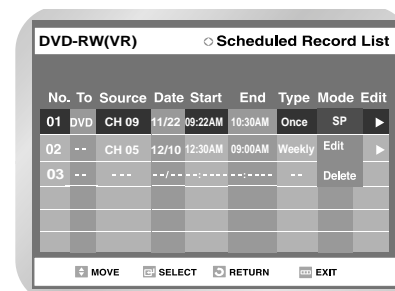 DVD-RW(VR) Scheduled Record List
No. To Source Date Start End Type Mode Edit
01 DVD CH 09 11/22 09:22AM 10:30AM Once SP ►
02 -- CH 05 12/10 12:30AM 09:00AM Weekly Edit ►
03 -- --- --/-- --:---- --:---- -- Delete
MOVE SELECT RETURN EXIT